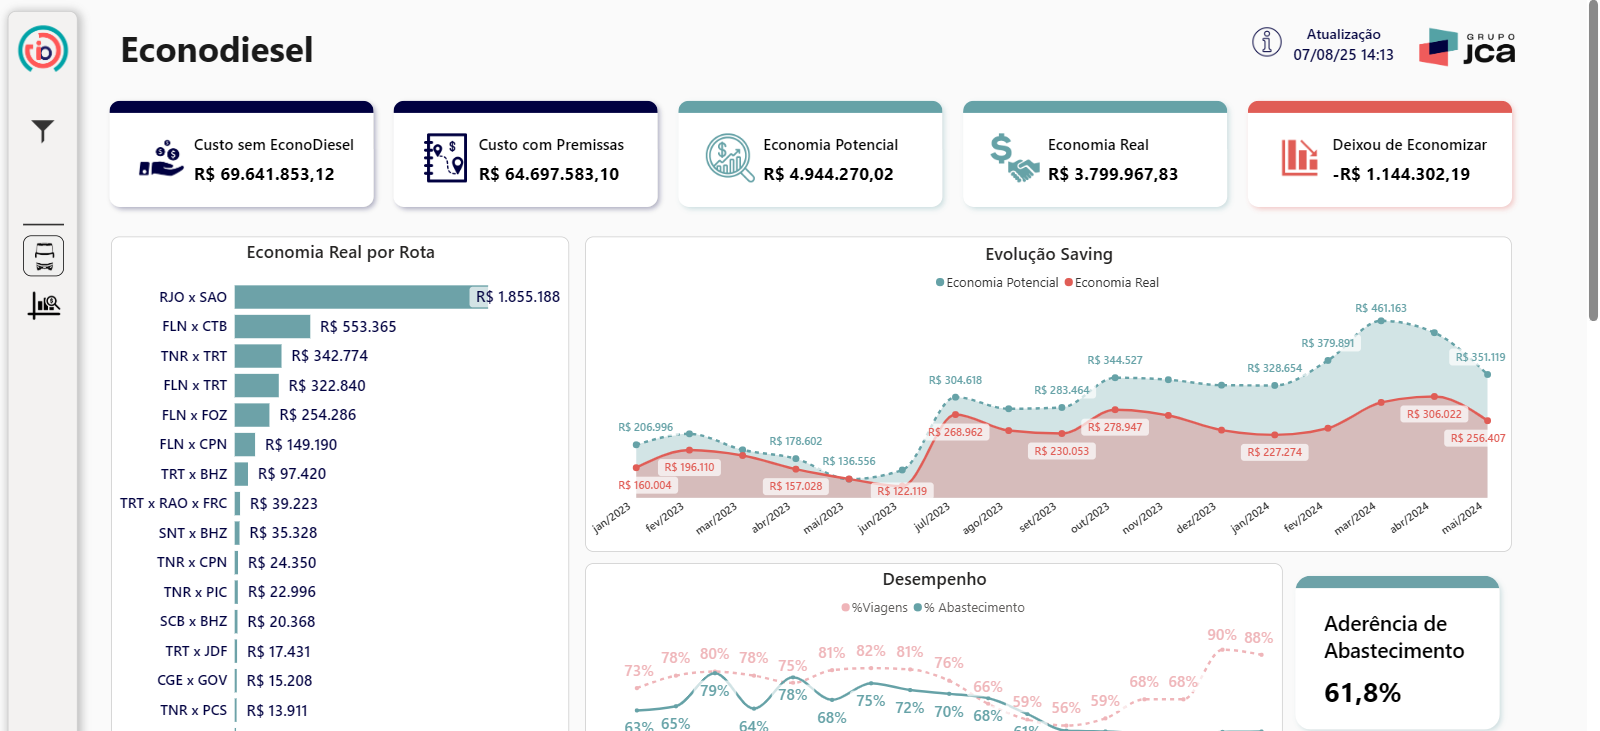 Econodiesel
Atualização
07/08/25 14:13
GRUPO
jca
Custo sem EconoDiesel
R$ 69.641.853,12
Custo com Premissas
R$ 64.697.583,10
Economia Potencial
R$ 4.944.270,02
Economia Real
R$ 3.799.967,83
Deixou de Economizar
-R$ 1.144.302,19
Economia Real por Rota
RJO x SAO R$ 1.855.188
FLN x CTB R$ 553.365
TNR x TRT R$ 342.774
FLN x TRT R$ 322.840
FLN x FOZ R$ 254.286
FLN x CPN R$ 149.190
TRT x BHZ R$ 97.420
TRT x RAO x FRC R$ 39.223
SNT x BHZ R$ 35.328
TNR x CPN R$ 24.350
TNR x PIC R$ 22.996
SCB x BHZ R$ 20.368
TRT x JDF R$ 17.431
CGE x GOV R$ 15.208
TNR x PCS R$ 13.911
Evolução Saving
Economia Potencial Economia Real
R$ 206.996 R$ 178.602 R$ 136.556 R$ 304.618 R$ 283.464 R$ 344.527 R$ 328.654 R$ 379.891 R$ 461.163 R$ 351.119
R$ 160.004 R$ 196.110 R$ 157.028 R$ 122.119 R$ 268.962 R$ 230.053 R$ 278.947 R$ 227.274 R$ 306.022 R$ 256.407
jan/2023 fev/2023 mar/2023 abr/2023 mai/2023 jun/2023 jul/2023 ago/2023 set/2023 out/2023 nov/2023 dez/2023 jan/2024 fev/2024 mar/2024 abr/2024 mai/2024
Desempenho
%Viagens % Abastecimento
73% 78% 80% 78% 75% 81% 82% 81% 76% 66% 59% 56% 59% 68% 68% 90% 88%
63% 65% 79% 64% 78% 68% 75% 72% 70% 68% 61%
Aderência de
Abastecimento
61,8%